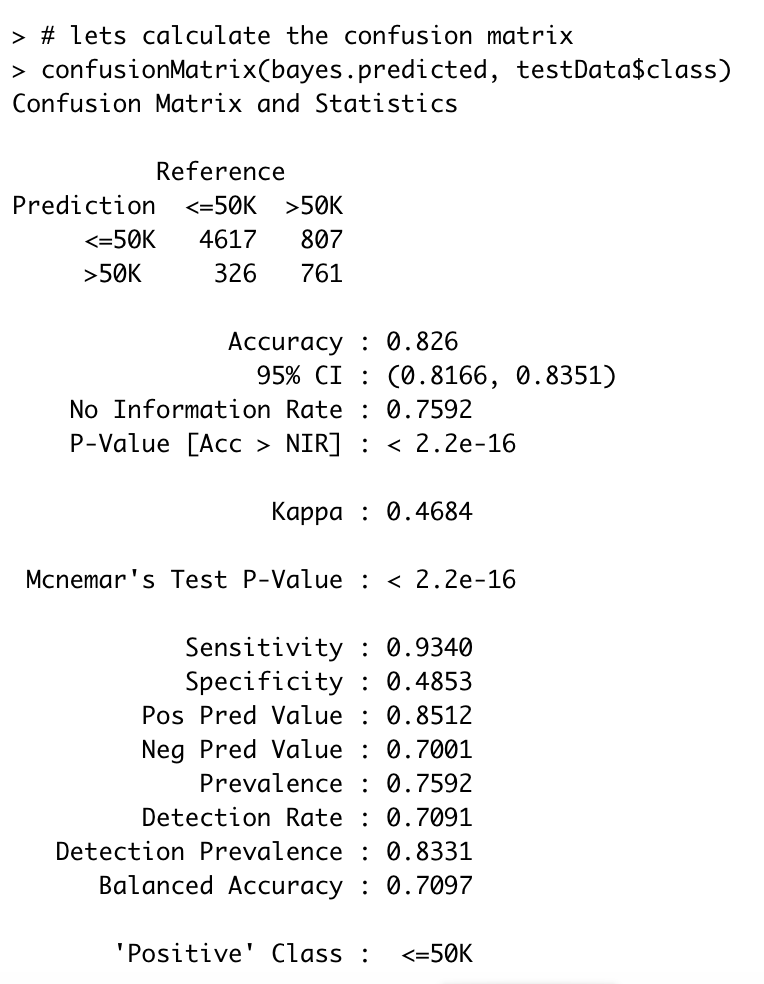 > # lets calculate the confusion matrix
> confusionMatrix(bayes.predicted, testData$class)
Confusion Matrix and Statistics
Reference
Prediction <=50K >50K
<=50K 4617 807
>50K 326 761
Accuracy : 0.826
95% CI : (0.8166, 0.8351)
No Information Rate : 0.7592
P-Value [Acc > NIR] : < 2.2e-16
Kappa : 0.4684
Mcnemar's Test P-Value : < 2.2e-16
Sensitivity : 0.9340
Specificity : 0.4853
Pos Pred Value : 0.8512
Neg Pred Value : 0.7001
Prevalence : 0.7592
Detection Rate : 0.7091
Detection Prevalence : 0.8331
Balanced Accuracy : 0.7097
'Positive' Class : <=50K